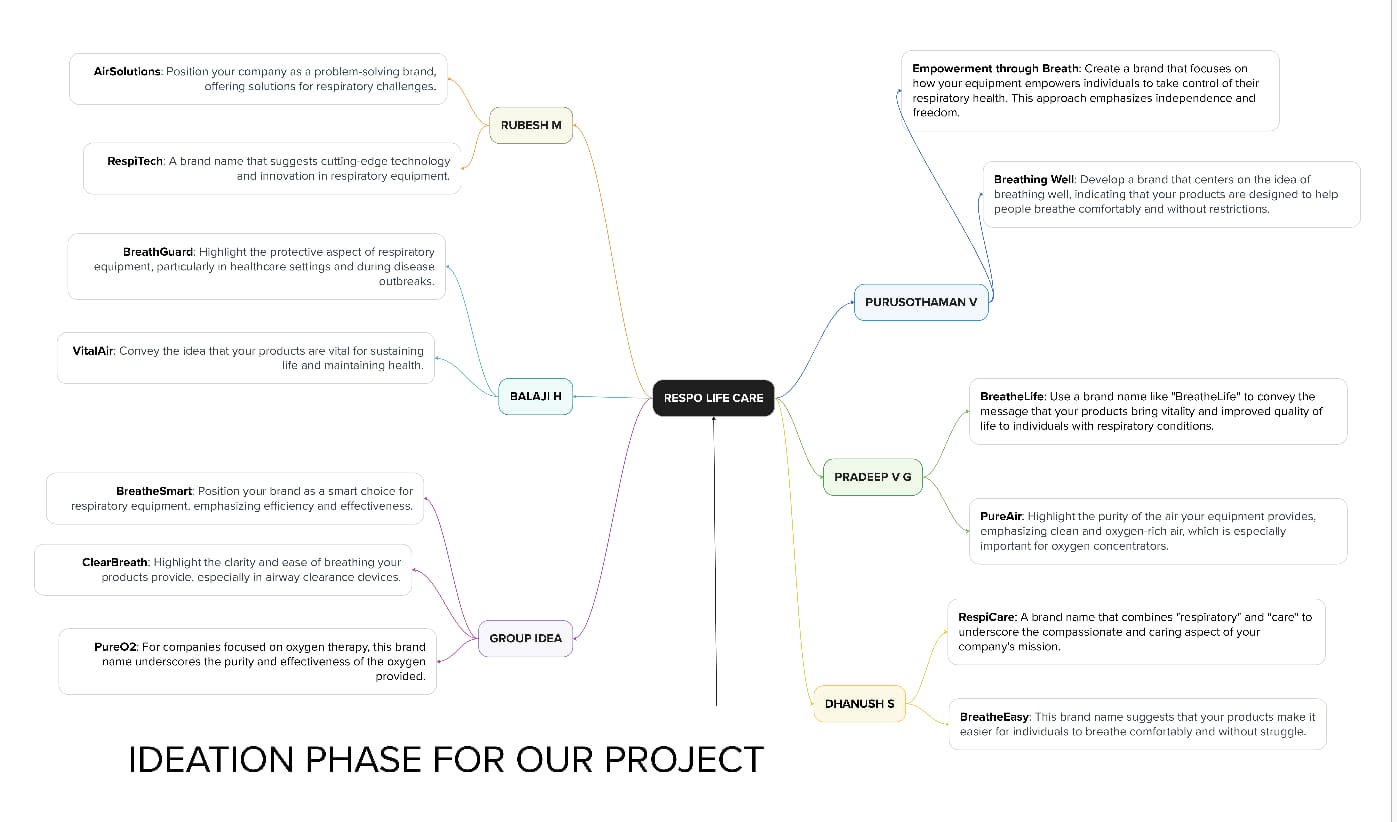 AirSolutions: Position your company as a problem-solving brand,
offering solutions for respiratory challenges.
RUBESH M
RespiTech: A brand name that suggests cutting-edge technology
and innovation in respiratory equipment.
BreathGuard: Highlight the protective aspect of respiratory
equipment, particularly in healthcare settings and during disease
outbreaks.
VitalAir: Convey the idea that your products are vital for sustaining
life and maintaining health.
BALAJI H
BreatheSmart: Position your brand as a smart choice for
respiratory equipment, emphasizing efficiency and effectiveness.
ClearBreath: Highlight the clarity and ease of breathing your
products provide, especially in airway clearance devices.
GROUP IDEA
PureO2: For companies focused on oxygen therapy, this brand
name underscores the purity and effectiveness of the oxygen
provided.
RESPO LIFE CARE
Empowerment through Breath: Create a brand that focuses on
how your equipment empowers individuals to take control of their
respiratory health. This approach emphasizes independence and
freedom.
Breathing Well: Develop a brand that centers on the idea of
breathing well, indicating that your products are designed to help
people breathe comfortably and without restrictions.
PURUSOTHAMAN V
BreatheLife: Use a brand name like "BreatheLife" to convey the
message that your products bring vitality and improved quality of
life to individuals with respiratory conditions.
PRADEEP V G
PureAir: Highlight the purity of the air your equipment provides,
emphasizing clean and oxygen-rich air, which is especially
important for oxygen concentrators.
RespiCare: A brand name that combines "respiratory" and "care" to
underscore the compassionate and caring aspect of your
company's mission.
DHANUSH S
BreatheEasy: This brand name suggests that your products make it
easier for individuals to breathe comfortably and without struggle.
IDEATION PHASE FOR OUR PROJECT